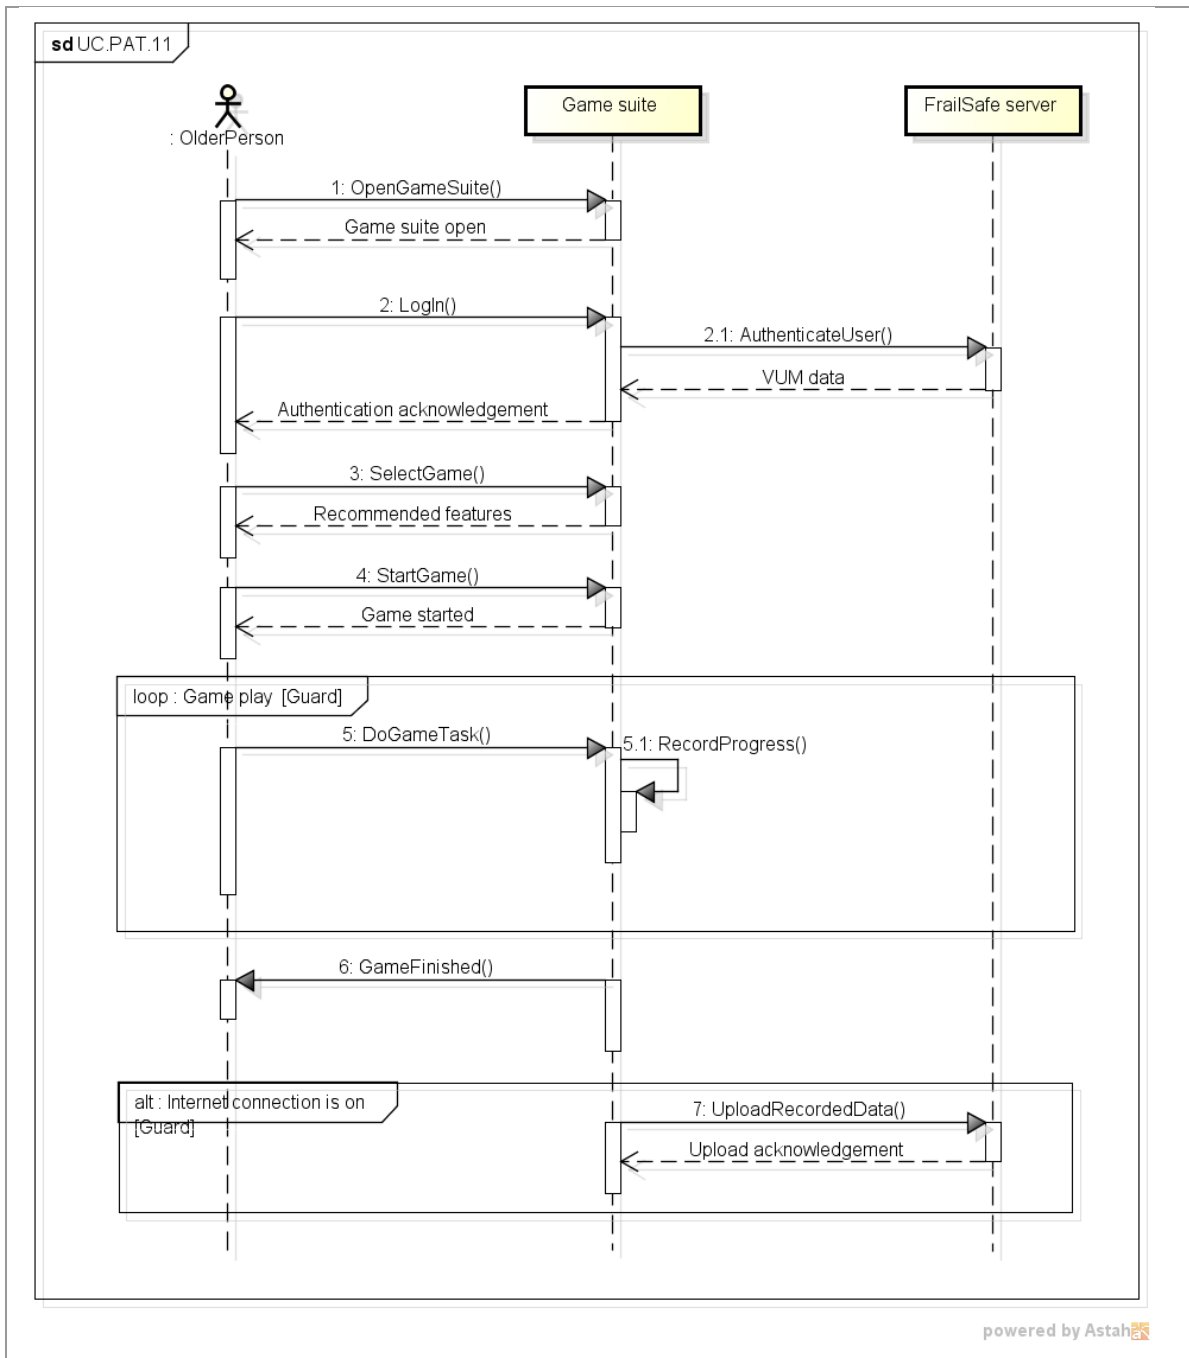 sd UC.PAT.11
: OlderPerson
Game suite
FrailSafe server
1: OpenGameSuite()
Game suite open
2: LogIn()
2.1: AuthenticateUser()
VUM data
Authentication acknowledgement
3: SelectGame()
Recommended features
4: StartGame()
Game started
loop : Game play [Guard]
5: DoGameTask()
5.1: RecordProgress()
6: GameFinished()
alt : Internet connection is on
[Guard]
7: UploadRecordedData()
Upload acknowledgement
powered by Astah